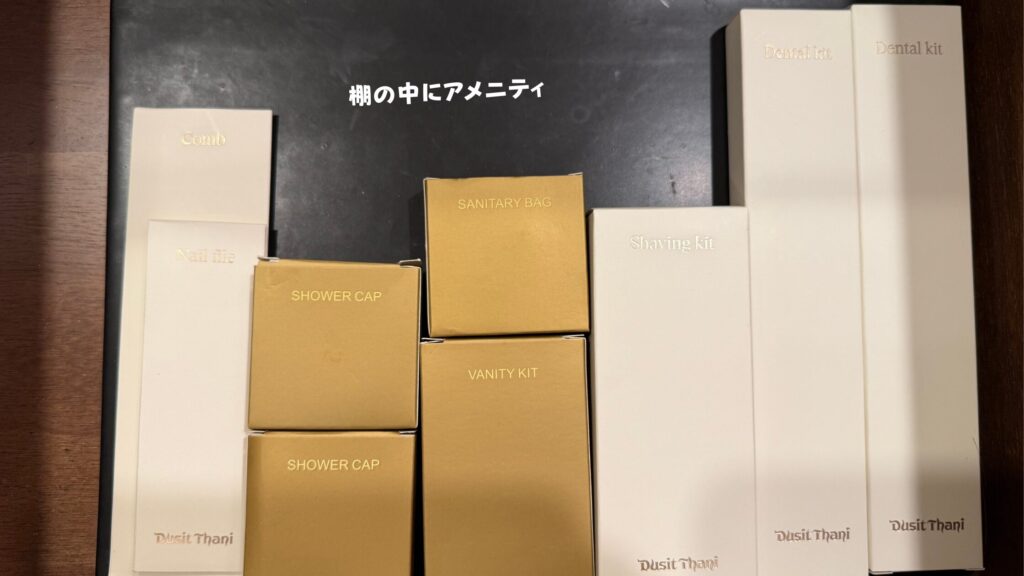 棚の中にアメニティ
Comb
Nail file
Dusit Thani
SHOWER CAP
SHOWER CAP
SANITARY BAG
VANITY KIT
Shaving kit
Dusit Thani
Dental kit
Dusit Thani
Dental kit
Dusit Thani